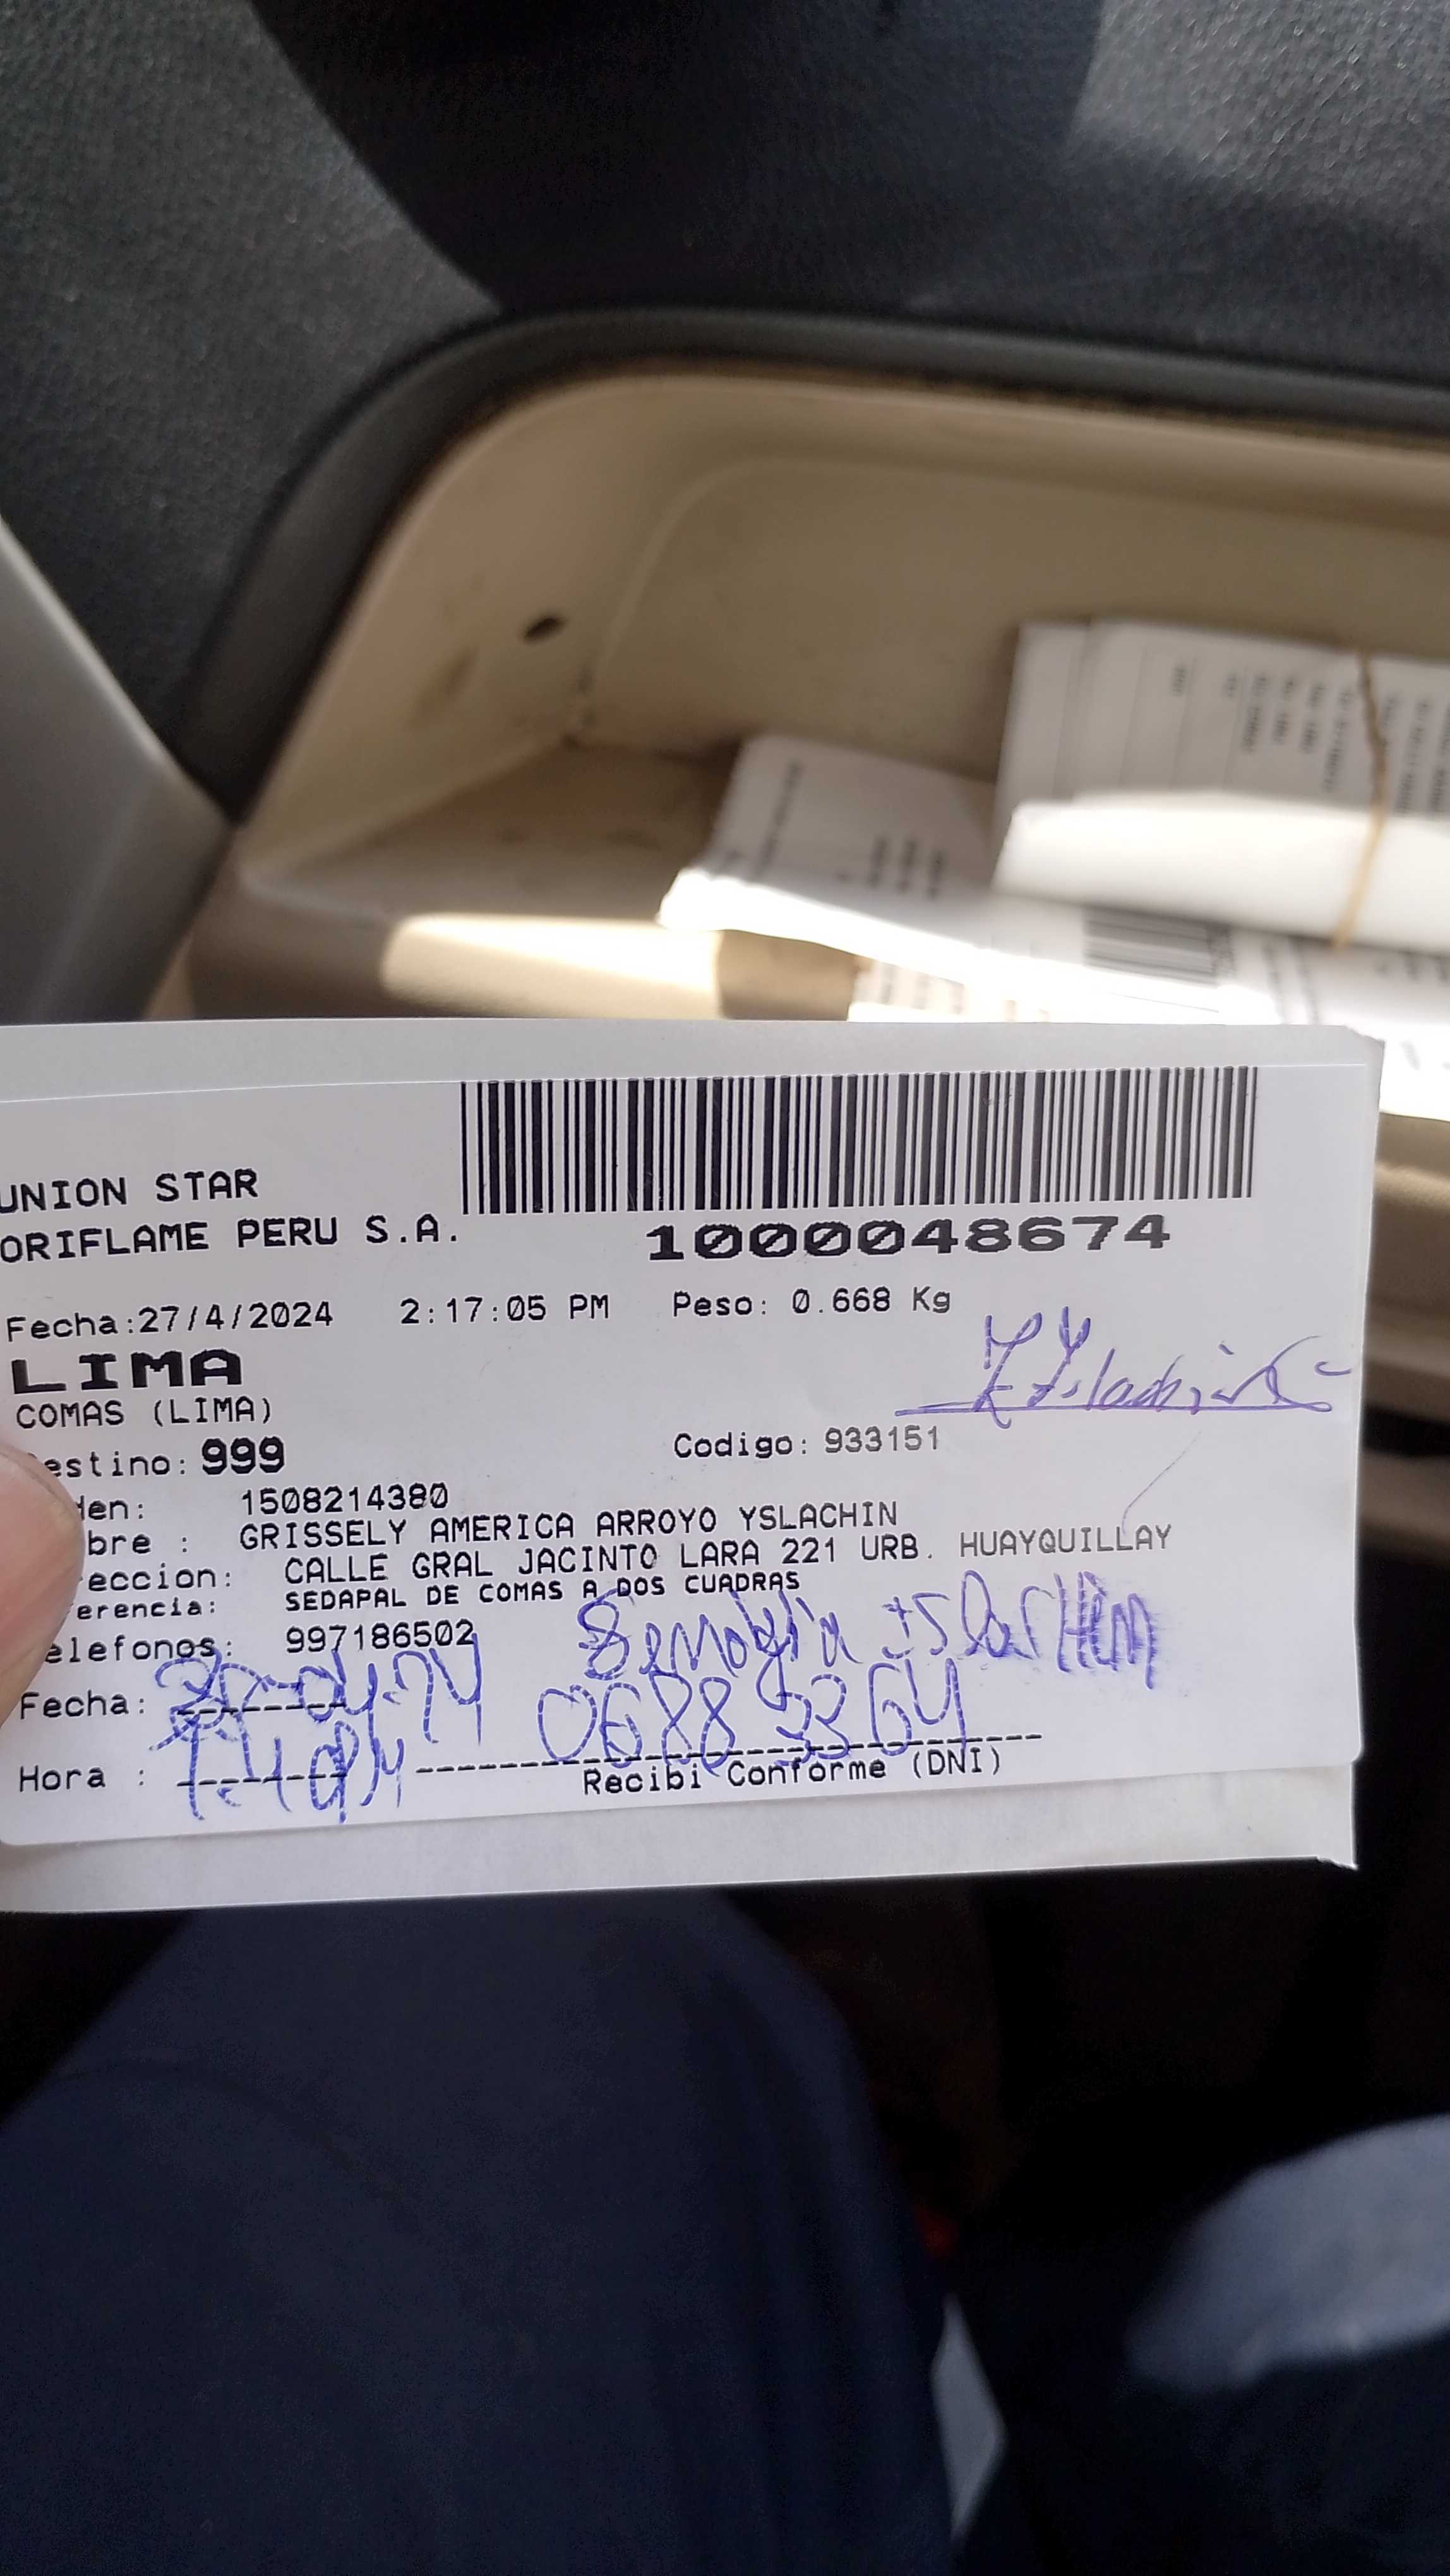 UNION STAR
ORIFLAME PERU S.A.
1000048674
Fecha:27/4/2024 2:17:05 PM Peso: 0.668 Kg
LIMA
COMAS (LIMA)
estino: 999 Codigo: 933151
den: 1508214380
bre : GRISSELY AMERICA ARROYO YSLACHIN
eccion: CALLE GRAL JACINTO LARA 221 URB. HUAYQUILLAY
erencia: SEDAPAL DE COMAS A DOS CUADRAS
elefonos: 997186502
Fecha: 06883364
Hora :
Recibi Conforme (DNI)